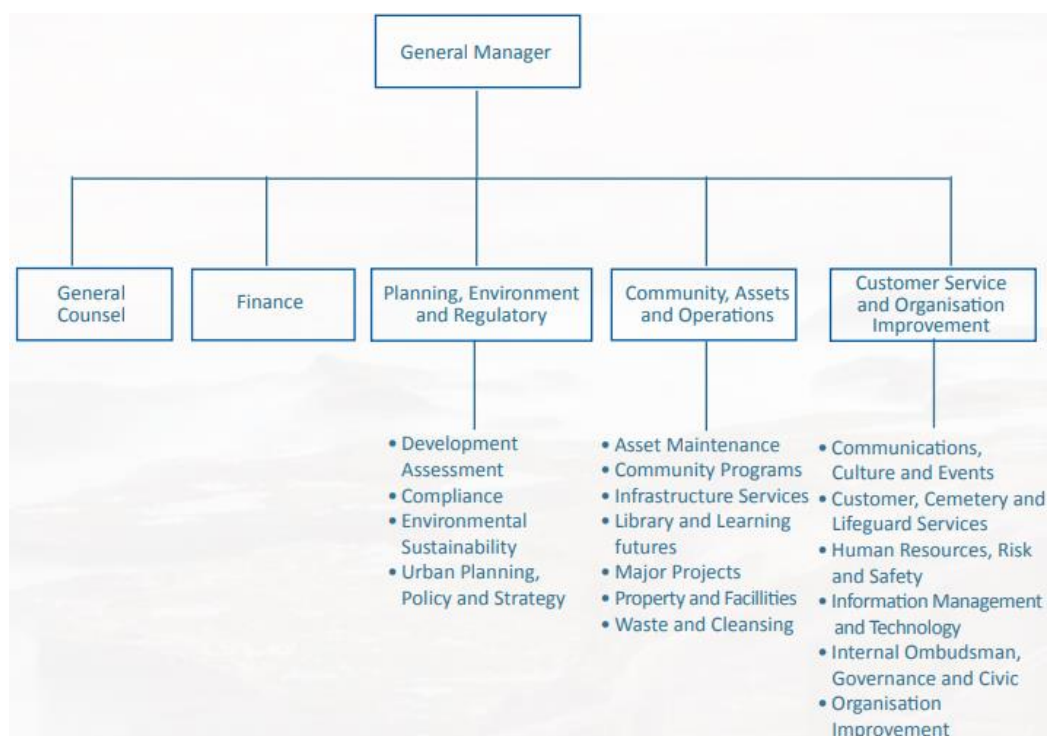 General Manager
General
Counsel
Finance
Planning, Environment
and Regulatory
Community, Assets
and Operations
Customer Service
and Organisation
Improvement
• Development
Assessment
• Compliance
• Environmental
Sustainability
• Urban Planning,
Policy and Strategy
• Asset Maintenance
• Community Programs
• Infrastructure Services
• Library and Learning
futures
• Major Projects
• Property and Facillities
• Waste and Cleansing
• Communications,
Culture and Events
• Customer, Cemetery and
Lifeguard Services
• Human Resources, Risk
and Safety
• Information Management
and Technology
• Internal Ombudsman,
Governance and Civic
• Organisation
Improvement